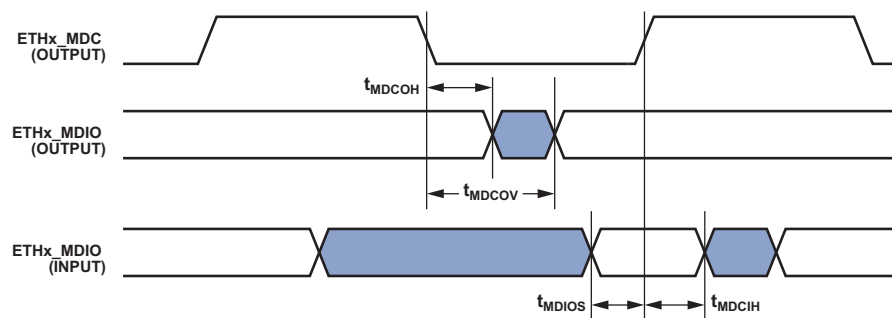 ETHx_MDC
(OUTPUT)
tMDCOH
ETHx_MDIO
(OUTPUT)
tMDCOV
ETHx_MDIO
(INPUT)
tMDIOS
tMDCIH